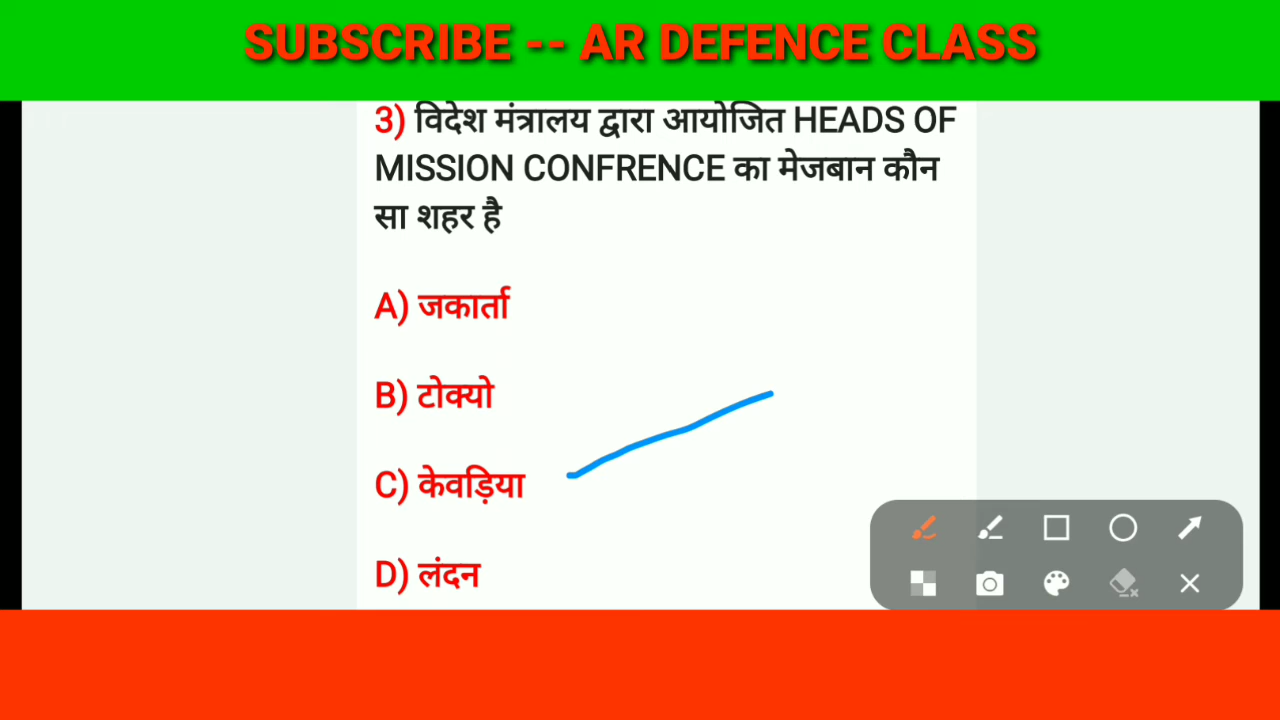 SUBSCRIBE -- AR DEFENCE CLASS
3) विदेश मंत्रालय द्वारा आयोजित HEADS OF
MISSION CONFRENCE का मेजबान कौन
सा शहर है
A) जकार्ता
B) टोक्यो
C) केवड़िया
D) लंदन